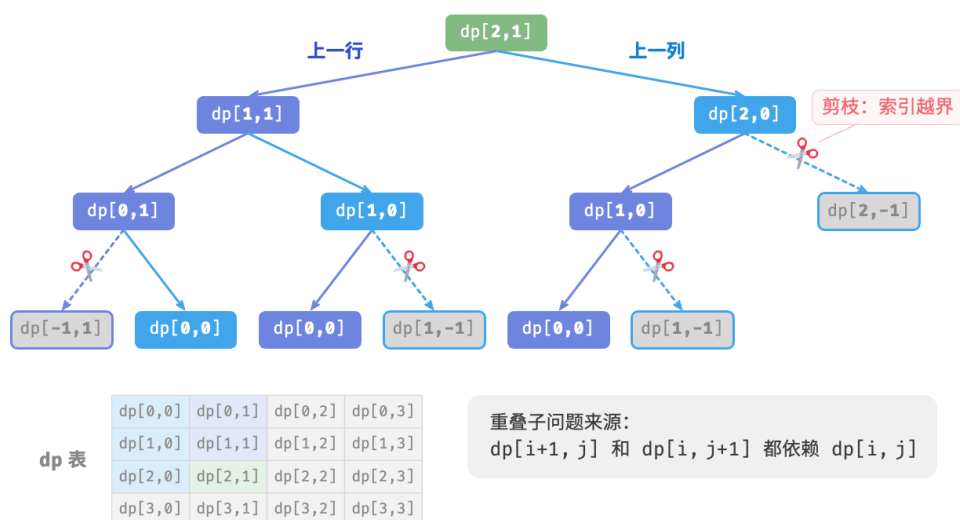 dp[2,1]
上一行
上一列
dp[1,1]
dp[2,0]
剪枝：索引越界
dp[0,1]
dp[1,0]
dp[1,0]
dp[2,-1]
dp[-1,1]
dp[0,0]
dp[0,0]
dp[1,-1]
dp[0,0]
dp[1,-1]
dp 表
dp[0,0] dp[0,1] dp[0,2] dp[0,3]
dp[1,0] dp[1,1] dp[1,2] dp[1,3]
dp[2,0] dp[2,1] dp[2,2] dp[2,3]
dp[3,0] dp[3,1] dp[3,2] dp[3,3]
重叠子问题来源：
dp[i+1, j] 和 dp[i, j+1] 都依赖 dp[i, j]